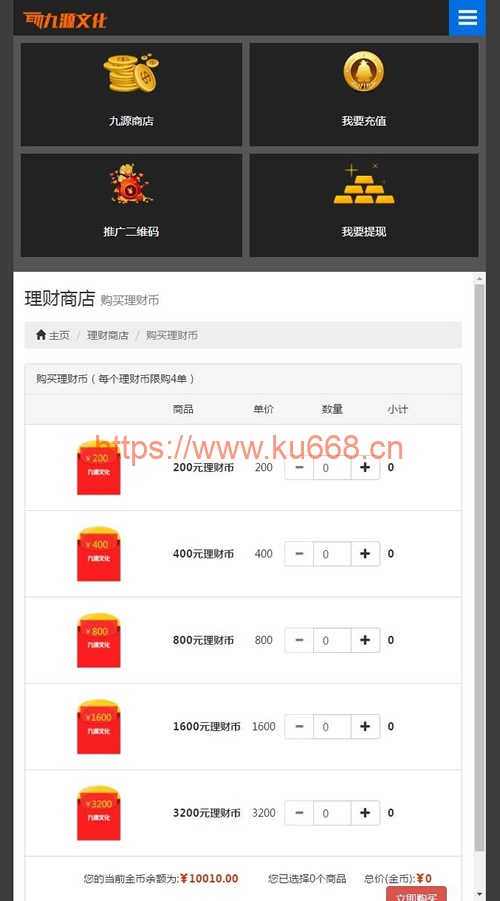 九源文化
九源商店
VIP
我要充值
推广二维码
我要提现
理财商店 购买理财币
主页 / 理财商店 / 购买理财币
购买理财币（每个理财币限购4单）
商品 单价 数量 小计
https://www.ku668.cn
￥200
九源文化
200元理财币 200 − 0 + 0
￥400
九源文化
400元理财币 400 − 0 + 0
￥800
九源文化
800元理财币 800 − 0 + 0
￥1600
九源文化
1600元理财币 1600 − 0 + 0
￥3200
九源文化
3200元理财币 3200 − 0 + 0
您的当前金币余额为:¥10010.00 您已选择0个商品 总价(金币):¥0
立即购买